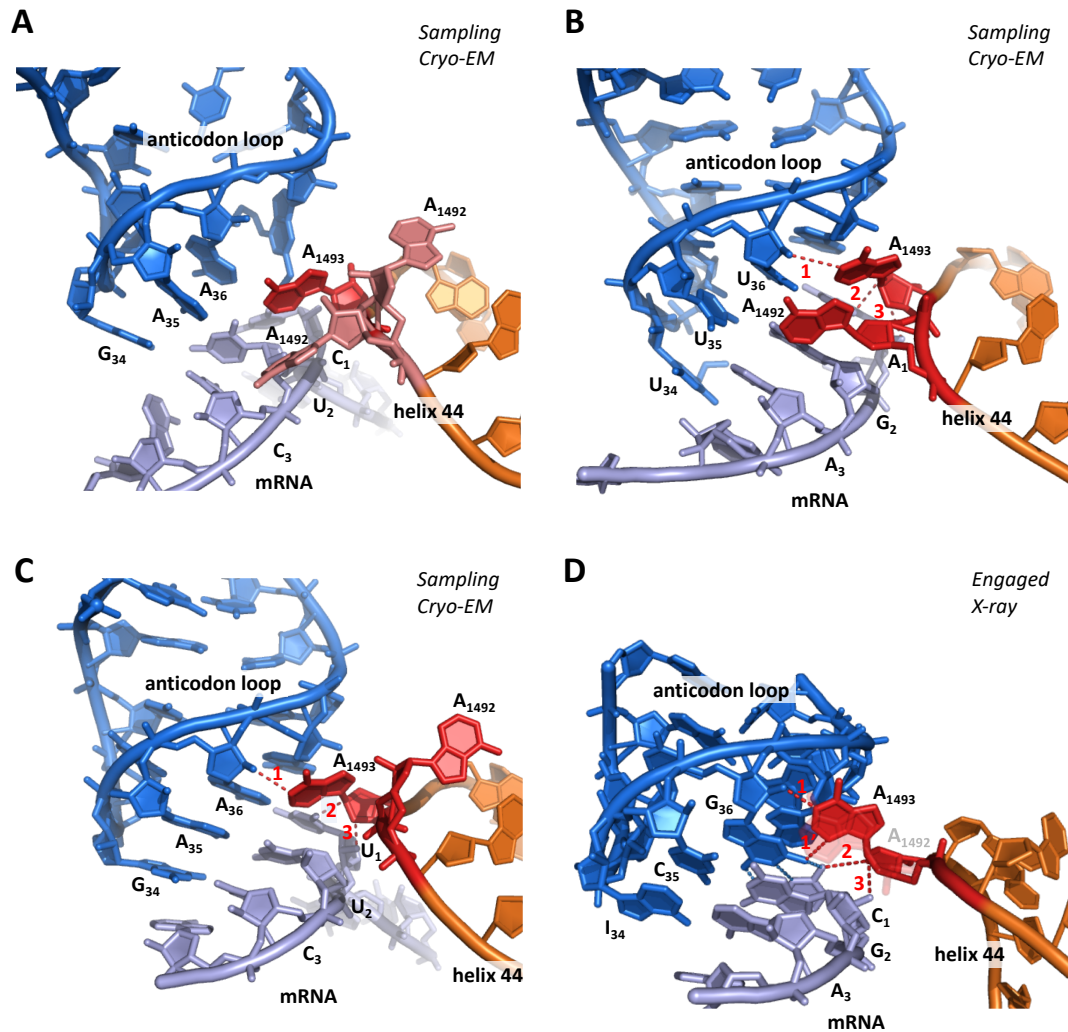 A
Sampling
Cryo-EM
anticodon loop
A1492
A1493
A36
A35
A1492
G34
C1
U2
helix 44
C3
mRNA
B
Sampling
Cryo-EM
anticodon loop
A1493
1
U36
2
A1492
3
U35
A1
U34
G2
helix 44
A3
mRNA
C
Sampling
Cryo-EM
anticodon loop
A1492
A1493
1
A36
2
3
A35
U1
G34
U2
C3
helix 44
mRNA
D
Engaged
X-ray
anticodon loop
A1493
1
G36
A1492
1
2
C35
3
C1
I34
G2
helix 44
A3
mRNA